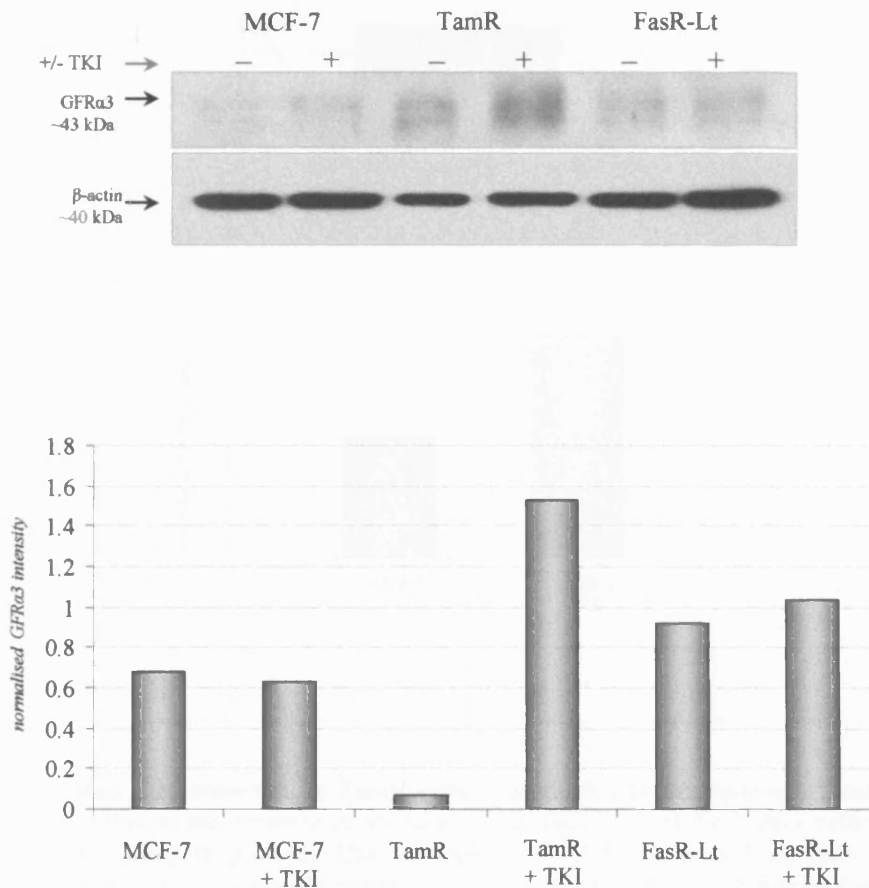 MCF-7 TamR FasR-Lt
+/- TKI → − + − + − +
GFRα3
~43 kDa
β-actin
~40 kDa
1.8
1.6
1.4
1.2
1
0.8
0.6
0.4
0.2
0
normalised GFRα3 intensity
MCF-7 MCF-7 TamR TamR FasR-Lt FasR-Lt
+ TKI + TKI + TKI